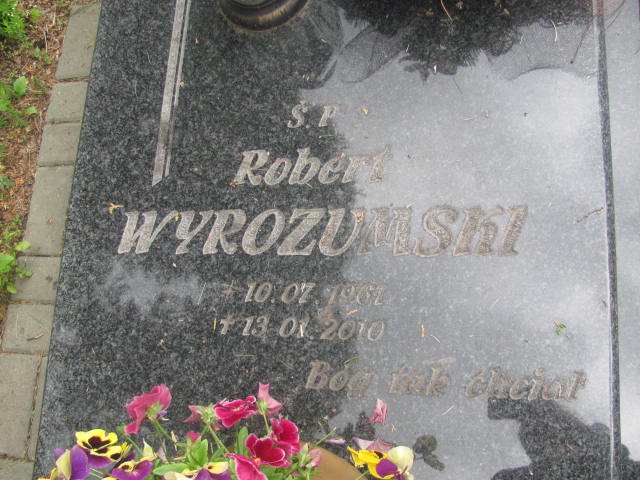 Ś.P.
Robert
WYROZUMSKI
10.07.1961
†13.01.2010
Bóg tak chciał